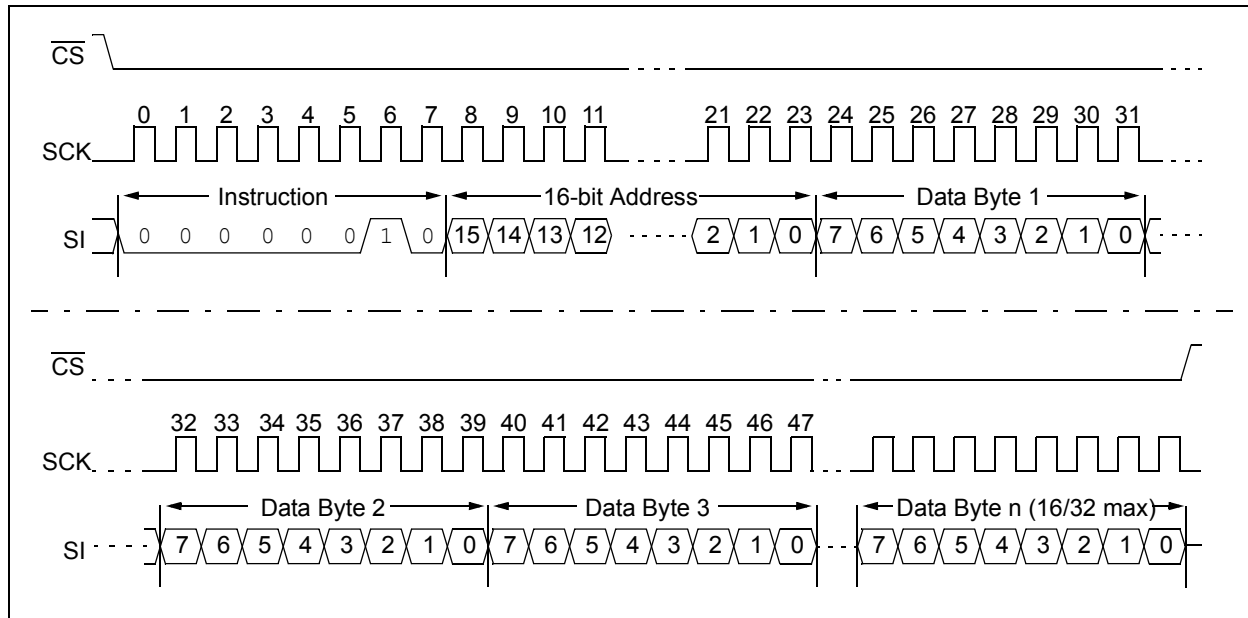 CS
0 1 2 3 4 5 6 7 8 9 10 11 21 22 23 24 25 26 27 28 29 30 31
SCK
Instruction 16-bit Address Data Byte 1
SI 0 0 0 0 0 0 1 0 15 14 13 12 2 1 0 7 6 5 4 3 2 1 0
CS
32 33 34 35 36 37 38 39 40 41 42 43 44 45 46 47
SCK
Data Byte 2 Data Byte 3 Data Byte n (16/32 max)
SI 7 6 5 4 3 2 1 0 7 6 5 4 3 2 1 0 7 6 5 4 3 2 1 0